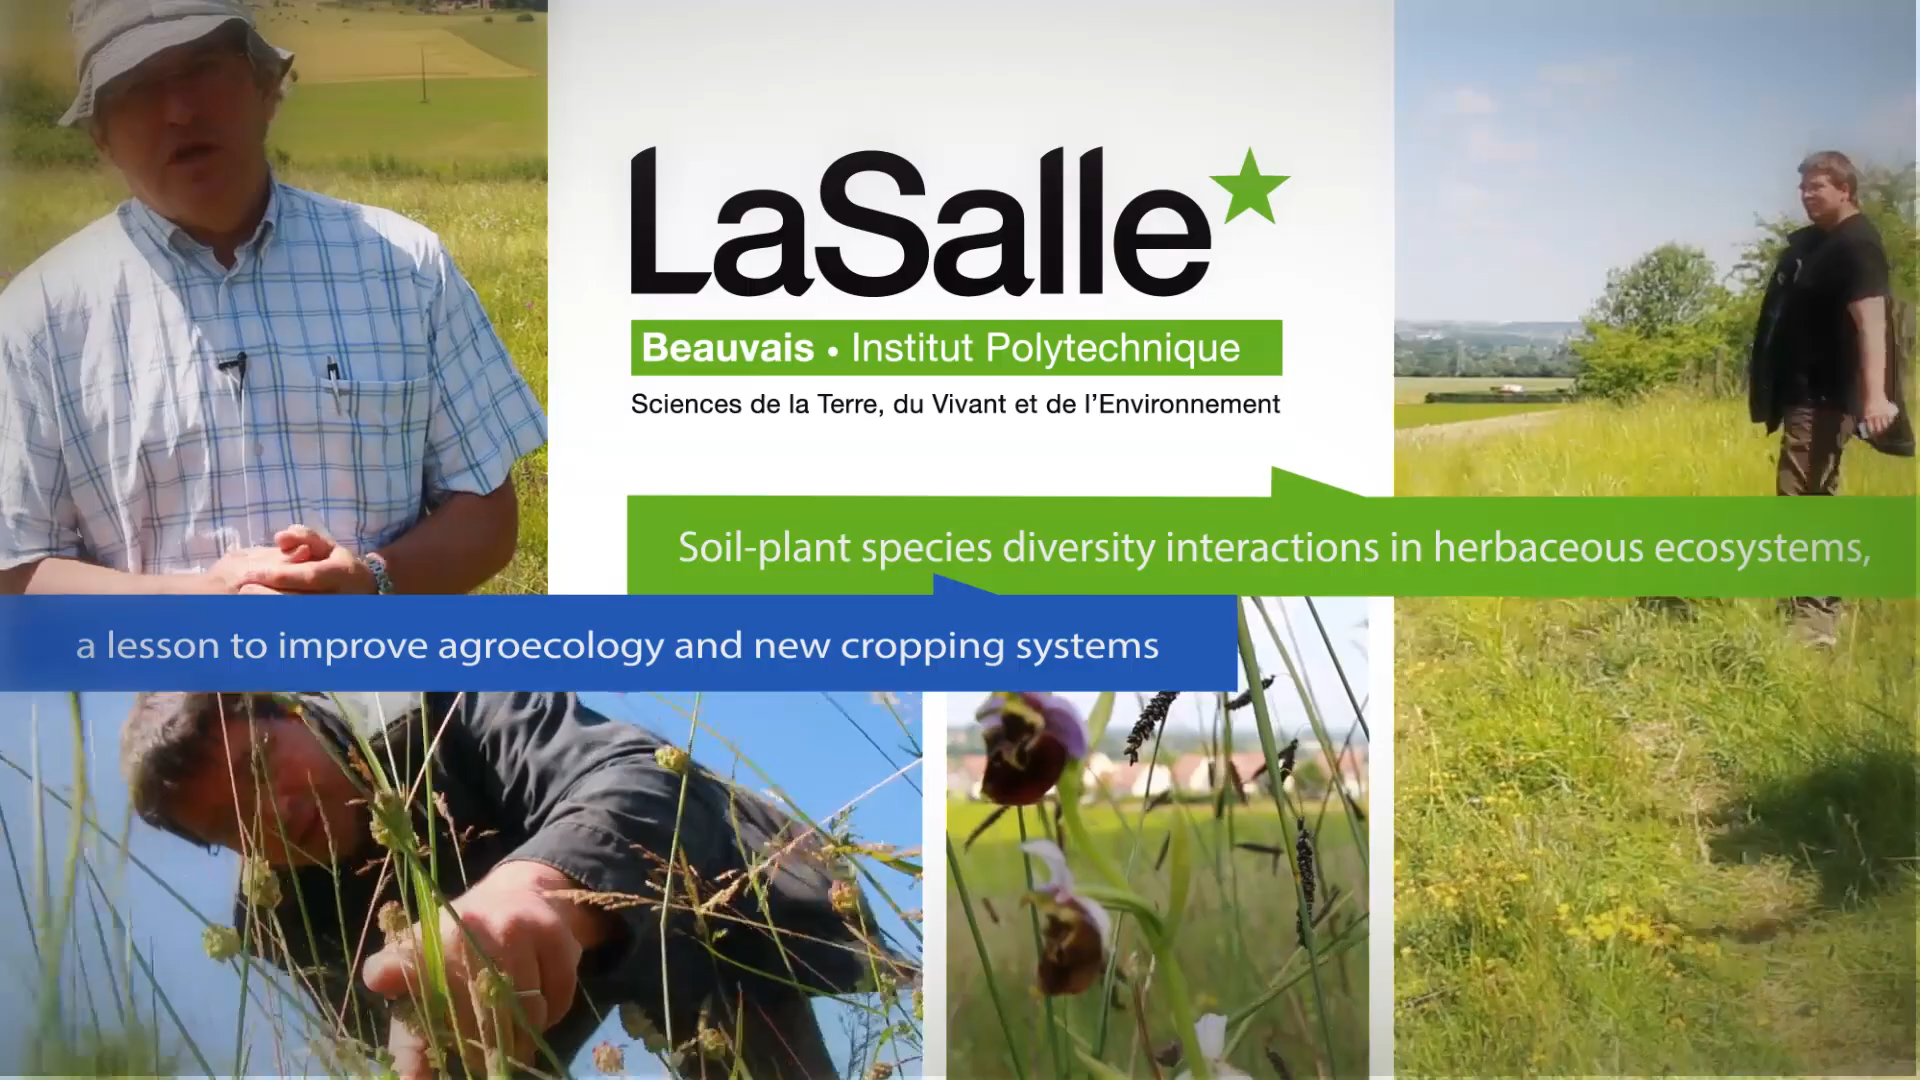 LaSalle
Beauvais • Institut Polytechnique
Sciences de la Terre, du Vivant et de l'Environnement
Soil-plant species diversity interactions in herbaceous ecosystems,
a lesson to improve agroecology and new cropping systems